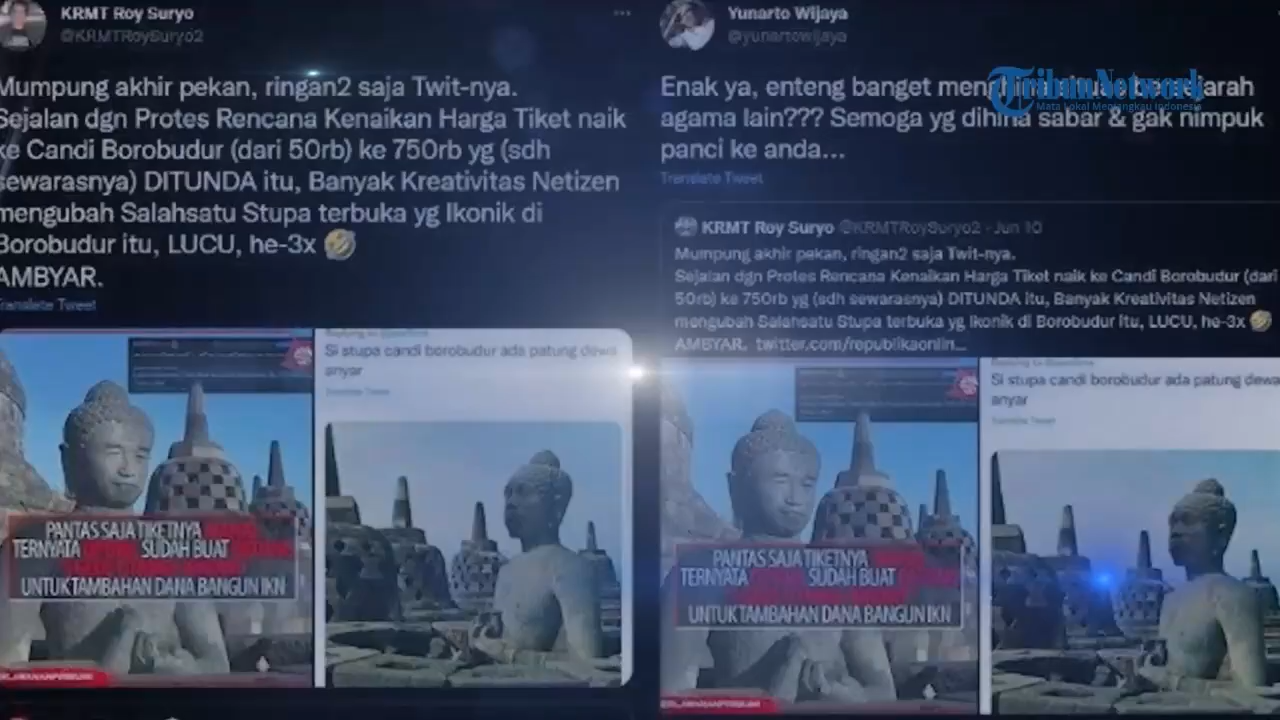 KRMT Roy Suryo
@KRMTRoySuryo2
Mumpung akhir pekan, ringan2 saja Twit-nya.
Sejalan dgn Protes Rencana Kenaikan Harga Tiket naik
ke Candi Borobudur (dari 50rb) ke 750rb yg (sdh
sewarasnya) DITUNDA itu, Banyak Kreativitas Netizen
mengubah Salahsatu Stupa terbuka yg Ikonik di
Borobudur itu, LUCU, he-3x 🤣
AMBYAR.
Translate Tweet
Si stupa candi borobudur ada patung dewa
anyar
PANTAS SAJA TIKETNYA
TERNYATA SUDAH BUAT
UNTUK TAMBAHAN DANA BANGUN IKN
Yunarto Wijaya
@yunartowijaya
Enak ya, enteng banget
agama lain??? Semoga yg dihina sabar & gak nimpuk
panci ke anda...
Translate Tweet
KRMT Roy Suryo @KRMTRoySuryo2 · Jun 10
Mumpung akhir pekan, ringan2 saja Twit-nya.
Sejalan dgn Protes Rencana Kenaikan Harga Tiket naik ke Candi Borobudur (dari
50rb) ke 750rb yg (sdh sewarasnya) DITUNDA itu, Banyak Kreativitas Netizen
mengubah Salahsatu Stupa terbuka yg Ikonik di Borobudur itu, LUCU, he-3x 🤣
AMBYAR. twitter.com/republikaonlin...
Si stupa candi borobudur ada patung dewa
anyar
PANTAS SAJA TIKETNYA
TERNYATA SUDAH BUAT
UNTUK TAMBAHAN DANA BANGUN IKN
Tribun Network
Mata Lokal Menjangkau Indonesia